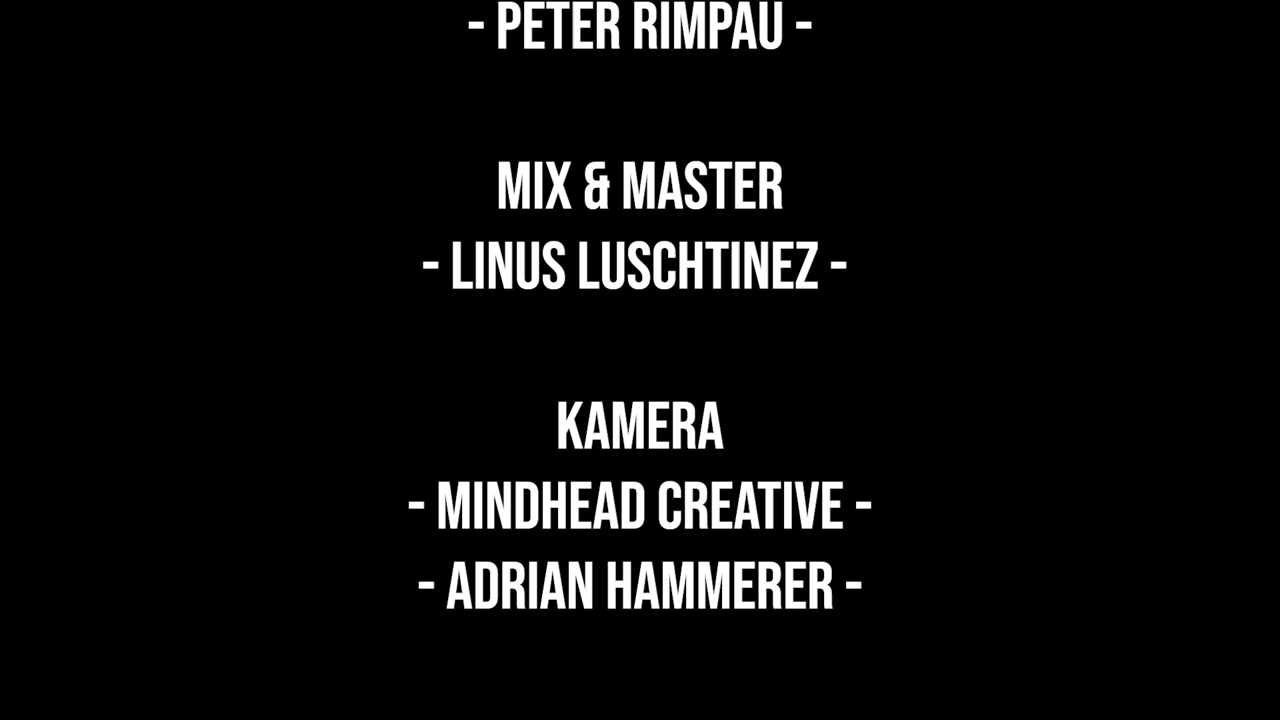 - PETER RIMPAU -
MIX & MASTER
- LINUS LUSCHTINEZ -
KAMERA
- MINDHEAD CREATIVE -
- ADRIAN HAMMERER -